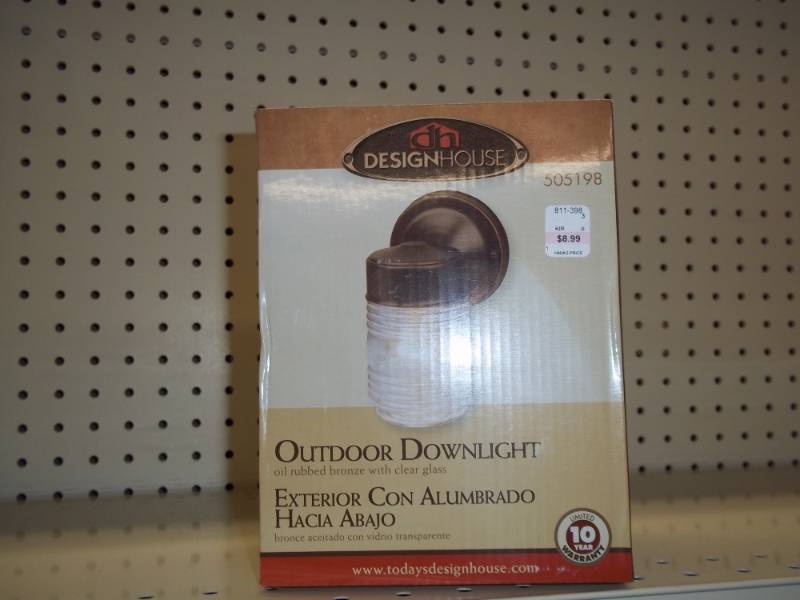 dh
DESIGNHOUSE
505198
811-398
$8.99
OUTDOOR DOWNLIGHT
oil rubbed bronze with clear glass
EXTERIOR CON ALUMBRADO
HACIA ABAJO
bronce aceitado con vidrio transparente
LIMITED
10
YEAR
WARRANTY
www.todaysdesignhouse.com